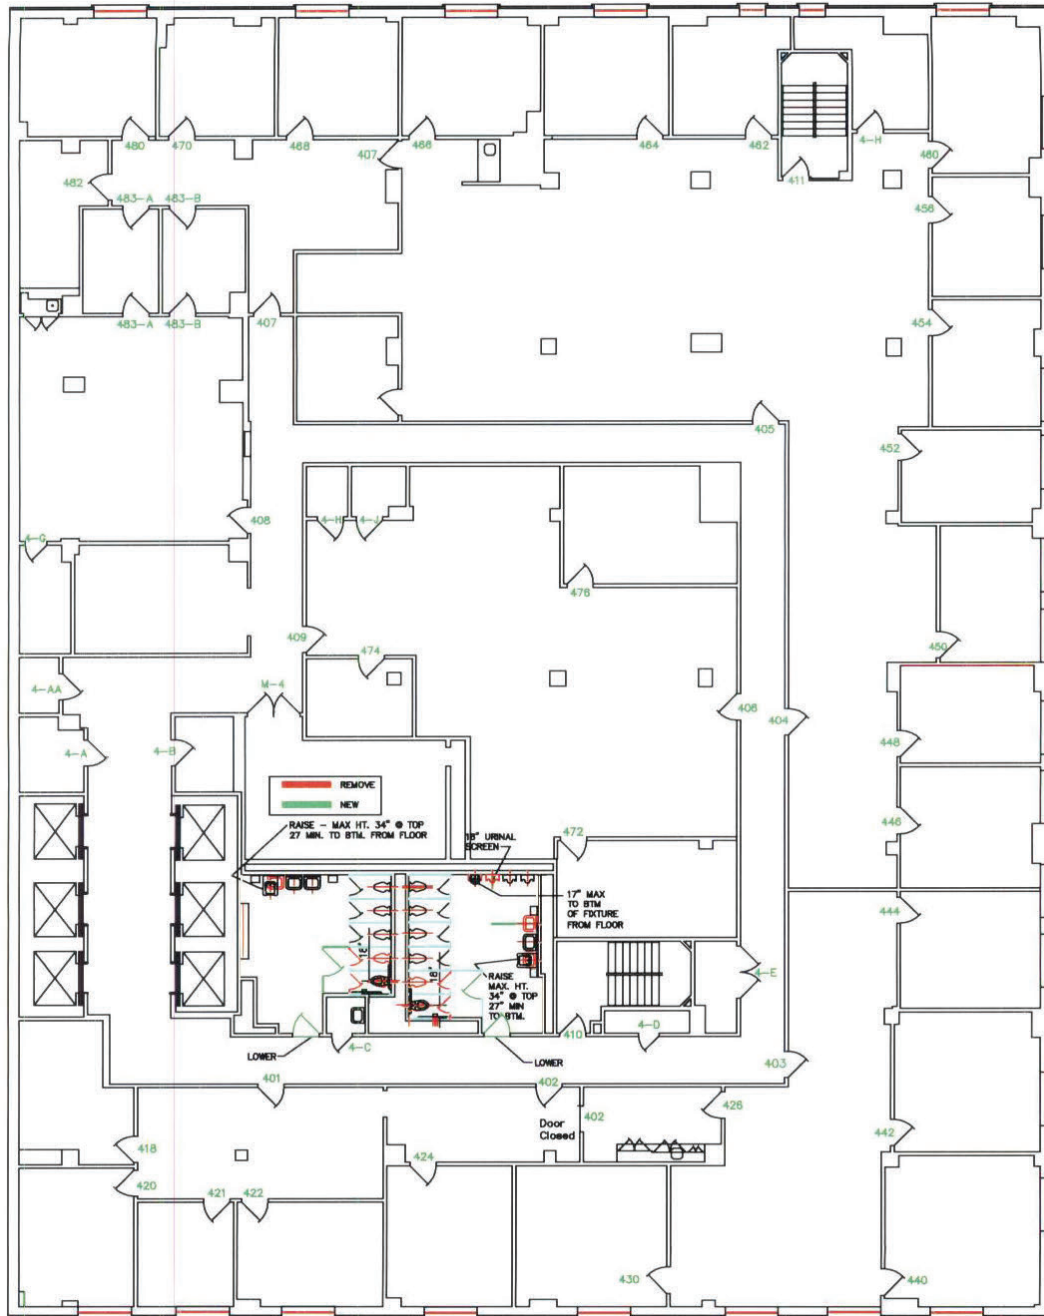 480
470
468
407
466
464
462
4-H
460
411
482
483-A
483-B
456
483-A
483-B
407
454
405
452
408
4-H
4-J
4-G
476
409
474
450
4-AA
M-4
406
404
4-A
4-B
448
REMOVE
NEW
RAISE - MAX HT. 34" @ TOP
27 MIN. TO BTM. FROM FLOOR
18" URINAL
SCREEN
472
446
17" MAX
TO BTM
OF FIXTURE
FROM FLOOR
444
18"
18"
RAISE
MAX. HT.
34" @ TOP
27" MIN
TO BTM.
4-E
4-D
410
4-C
LOWER
LOWER
403
401
402
402
426
Door
Closed
442
418
424
420
421
422
430
440